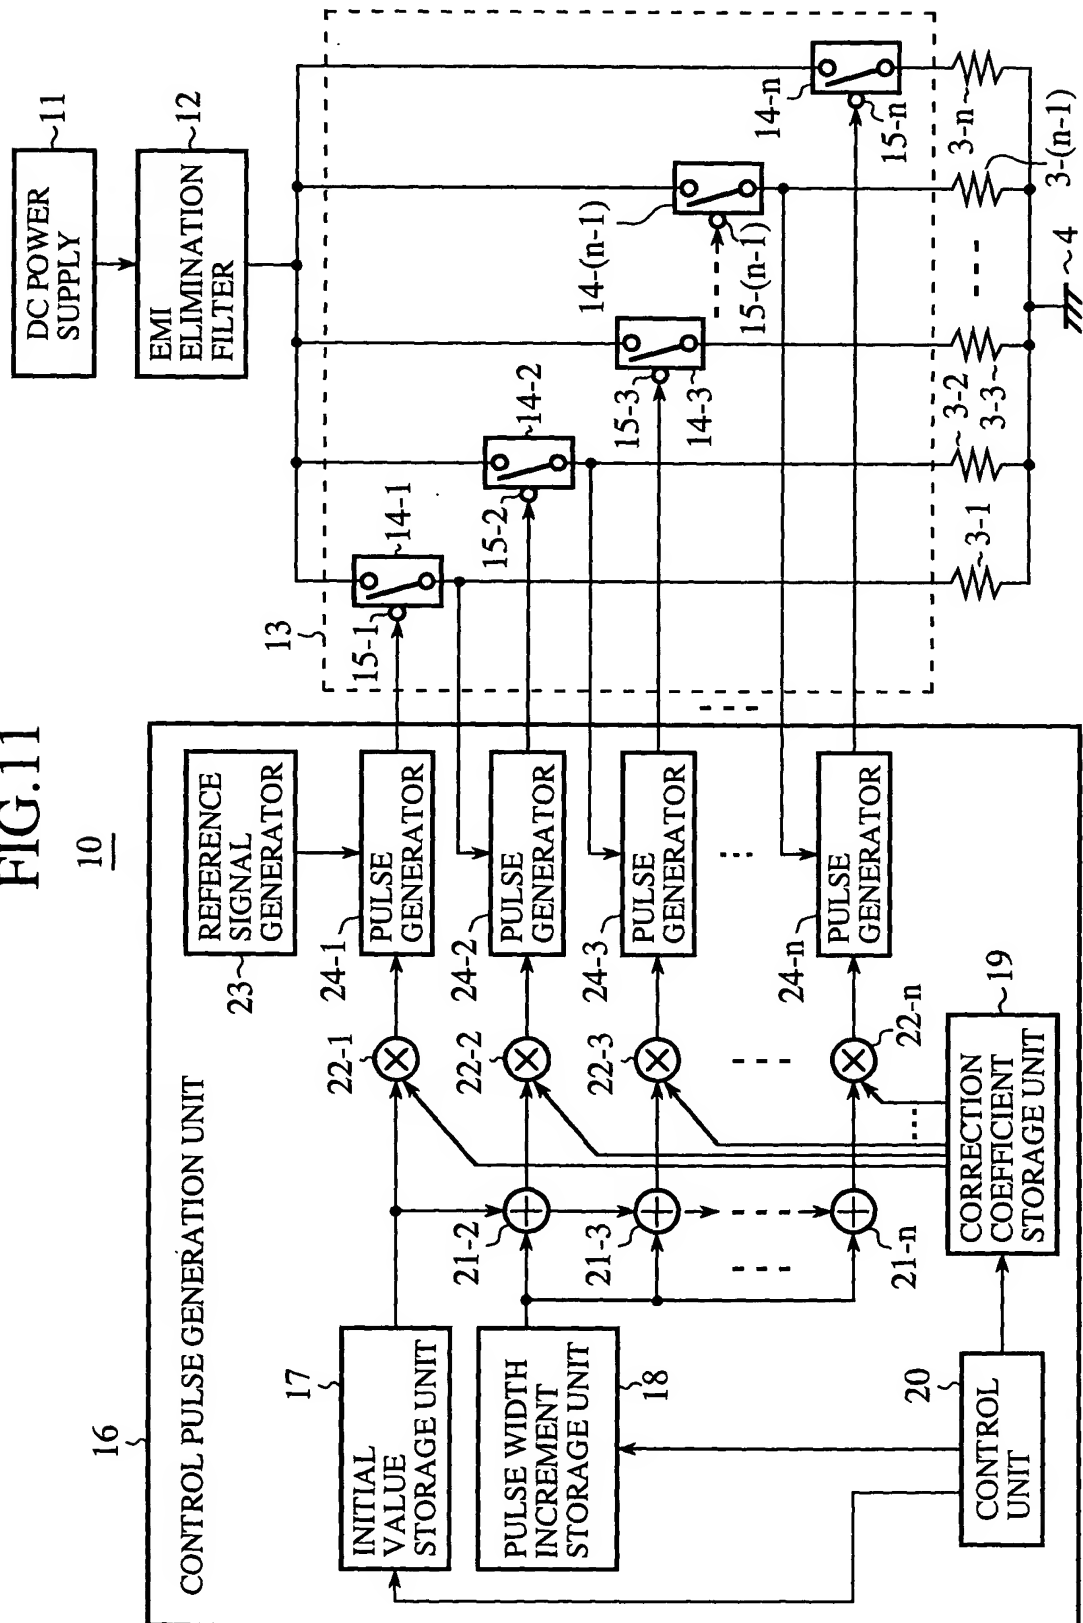 FIG.11
10
16
CONTROL PULSE GENERATION UNIT
17
INITIAL
VALUE
STORAGE UNIT
PULSE WIDTH
INCREMENT
STORAGE UNIT
18
20
CONTROL
UNIT
19
CORRECTION
COEFFICIENT
STORAGE UNIT
21-2
21-3
21-n
22-1
22-2
22-3
22-n
23
REFERENCE
SIGNAL
GENERATOR
24-1
PULSE
GENERATOR
24-2
PULSE
GENERATOR
24-3
PULSE
GENERATOR
24-n
PULSE
GENERATOR
DC POWER
SUPPLY
11
EMI
ELIMINATION
FILTER
12
13
15-1
14-1
15-2
14-2
15-3
14-3
14-(n-1)
15-(n-1)
14-n
15-n
3-1
3-2
3-3
3-n
3-(n-1)
4